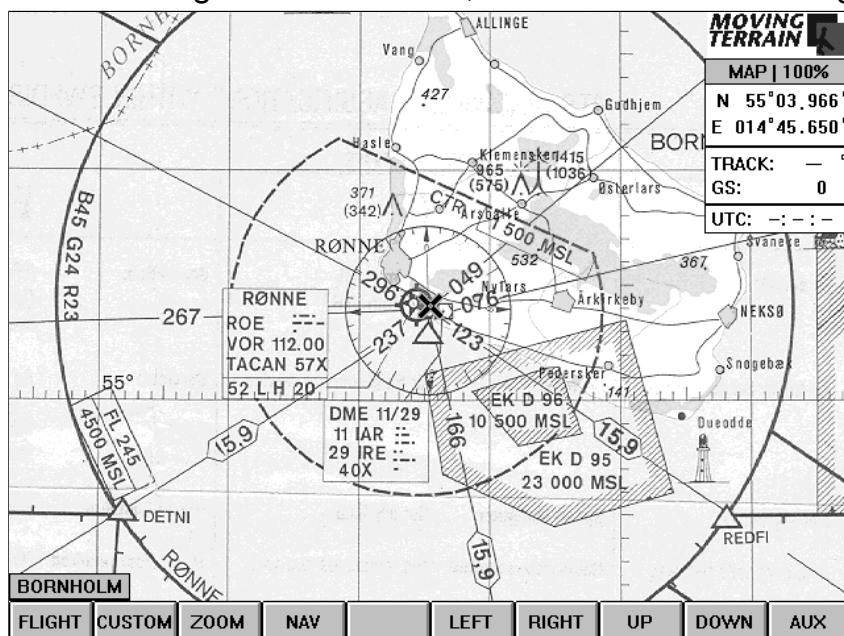 BORNH
ALLINGE
MOVING
TERRAIN
MAP | 100%
N 55°03.966'
E 014°45.650'
TRACK: — °
GS: 0
UTC: –:–:–
Vang
427
Gudhjem
BOR
Hasle
Klemensker
1415
(1036)
965
(575)
Østerlars
371
(342)
CTR
Årsballe
1 500 MSL
RØNNE
532
367
Svaneke
B45 G24 R23
296
049
Nylars
076
Åkirkeby
NEKSØ
267
237
123
RØNNE
ROE
VOR 112.00
TACAN 57X
52 L H 20
Pedersker
141
Snogebæk
55°
FL 245
4500 MSL
DME 11/29
11 IAR
29 IRE
40X
166
EK D 96
10 500 MSL
Dueodde
15,9
15,9
EK D 95
23 000 MSL
DETNI
REDFI
15,9
RØNNE
BORNHOLM
FLIGHT CUSTOM ZOOM NAV LEFT RIGHT UP DOWN AUX